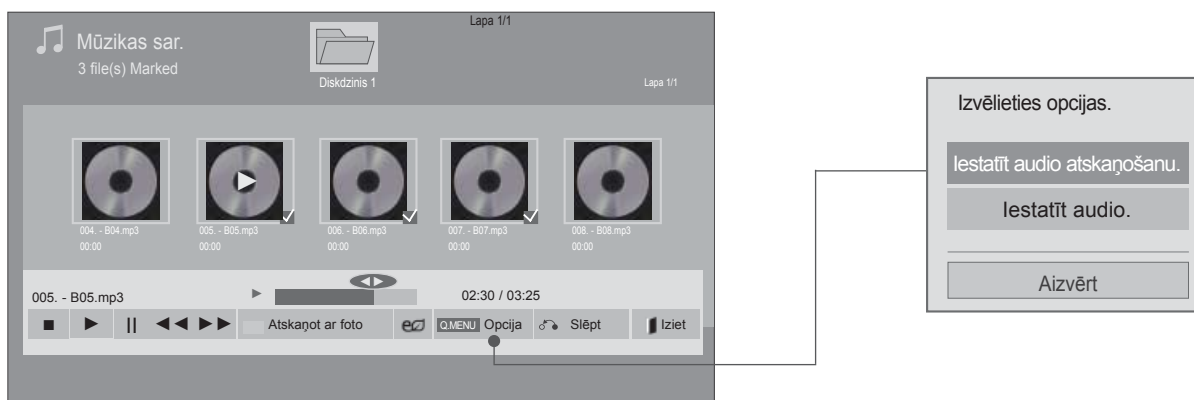 Lapa 1/1
Mūzikas sar.
3 file(s) Marked
Diskdzinis 1
Lapa 1/1
004. - B04.mp3
00:00
005. - B05.mp3
00:00
006. - B06.mp3
00:00
007. - B07.mp3
00:00
008. - B08.mp3
00:00
005. - B05.mp3
02:30 / 03:25
Atskaņot ar foto
Q.MENU Opcija
Slēpt
Iziet
Izvēlieties opcijas.
Iestatīt audio atskaņošanu.
Iestatīt audio.
Aizvērt